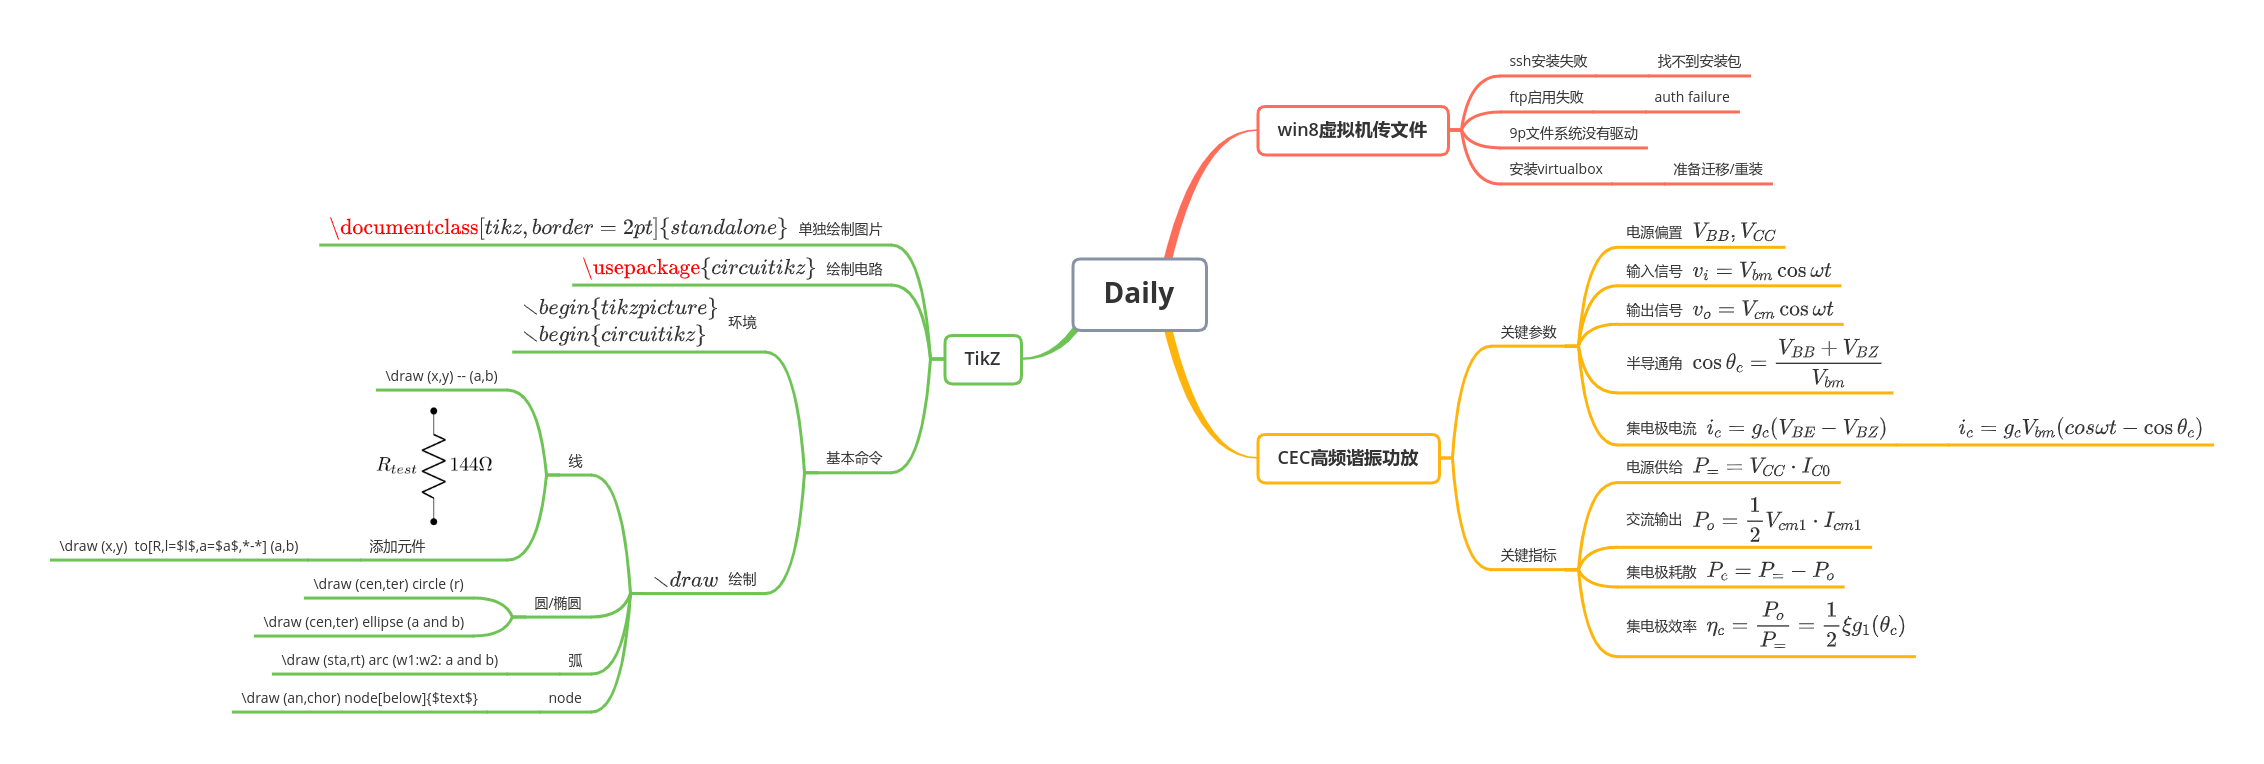 Daily
win8虚拟机传文件
ssh安装失败 找不到安装包
ftp启用失败 auth failure
9p文件系统没有驱动
安装virtualbox 准备迁移/重装
CEC高频谐振功放
关键参数
电源偏置 $V_{BB}, V_{CC}$
输入信号 $v_i = V_{bm} \cos \omega t$
输出信号 $v_o = V_{cm} \cos \omega t$
半导通角 $\cos \theta_c = \frac{V_{BB} + V_{BZ}}{V_{bm}}$
集电极电流 $i_c = g_c(V_{BE} - V_{BZ})$ $i_c = g_c V_{bm}(cos\omega t - \cos \theta_c)$
关键指标
电源供给 $P_= = V_{CC} \cdot I_{C0}$
交流输出 $P_o = \frac{1}{2} V_{cm1} \cdot I_{cm1}$
集电极耗散 $P_c = P_= - P_o$
集电极效率 $\eta_c = \frac{P_o}{P_=} = \frac{1}{2} \xi g_1(\theta_c)$
TikZ
\documentclass[tikz, border = 2pt]{standalone} 单独绘制图片
\usepackage{circuitikz} 绘制电路
基本命令
\begin{tikzpicture}
\begin{circuitikz}
环境
\draw 绘制
线
\draw (x,y) -- (a,b)
$R_{test}$ 144Ω
添加元件
\draw (x,y)  to[R,l=$l$,a=$a$,*-*] (a,b)
圆/椭圆
\draw (cen,ter) circle (r)
\draw (cen,ter) ellipse (a and b)
弧
\draw (sta,rt) arc (w1:w2: a and b)
node
\draw (an,chor) node[below]{$text$}